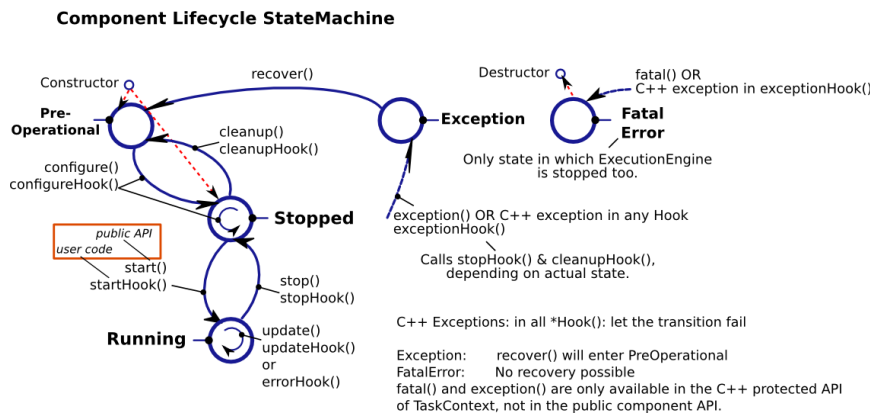 Component Lifecycle StateMachine
Constructor
recover()
Pre-
Operational
cleanup()
cleanupHook()
configure()
configureHook()
Stopped
public API
user code
start()
startHook()
stop()
stopHook()
Running
update()
updateHook()
or
errorHook()
Exception
exception() OR C++ exception in any Hook
exceptionHook()
Calls stopHook() & cleanupHook(),
depending on actual state.
Destructor
fatal() OR
C++ exception in exceptionHook()
Fatal
Error
Only state in which ExecutionEngine
is stopped too.
C++ Exceptions: in all *Hook(): let the transition fail
Exception: recover() will enter PreOperational
FatalError: No recovery possible
fatal() and exception() are only available in the C++ protected API
of TaskContext, not in the public component API.